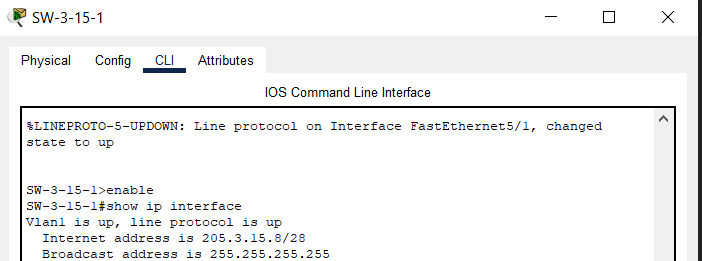 SW-3-15-1
Physical Config CLI Attributes
IOS Command Line Interface
%LINEPROTO-5-UPDOWN: Line protocol on Interface FastEthernet5/1, changed
state to up
SW-3-15-1>enable
SW-3-15-1#show ip interface
Vlan1 is up, line protocol is up
Internet address is 205.3.15.8/28
Broadcast address is 255.255.255.255